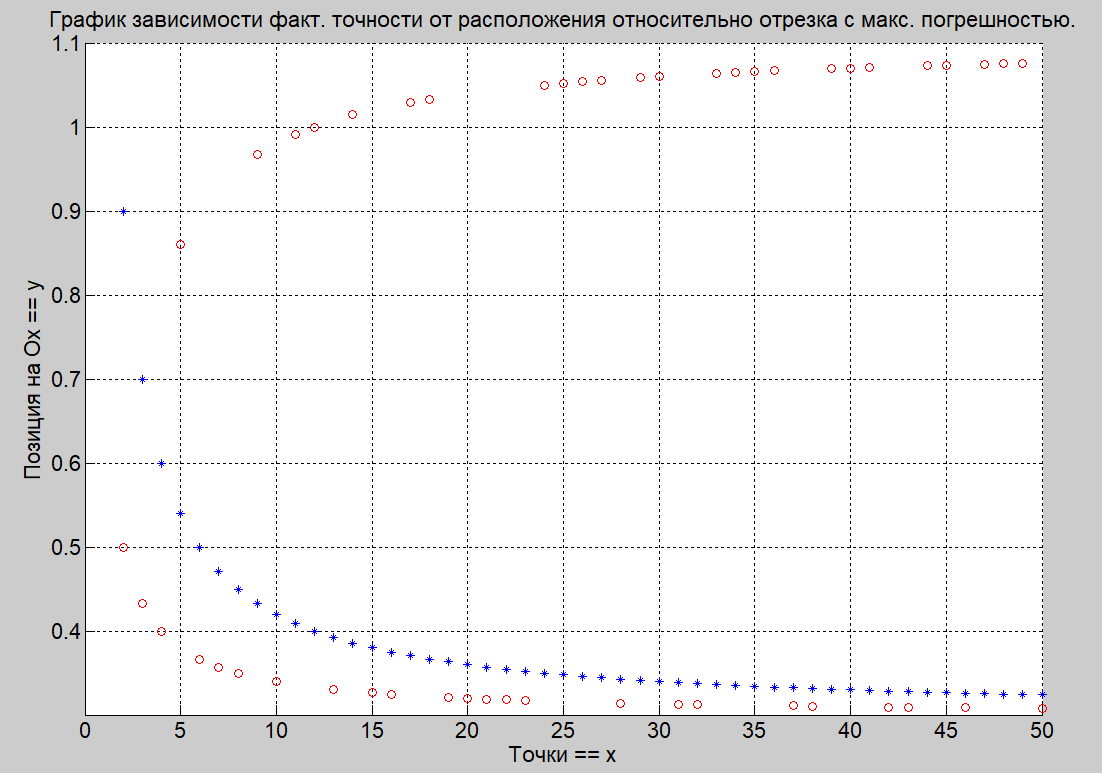 График зависимости факт. точности от расположения относительно отрезка с макс. погрешностью.
1.1
1
0.9
0.8
0.7
0.6
0.5
0.4
Позиция на Ox == y
0 5 10 15 20 25 30 35 40 45 50
Точки == x